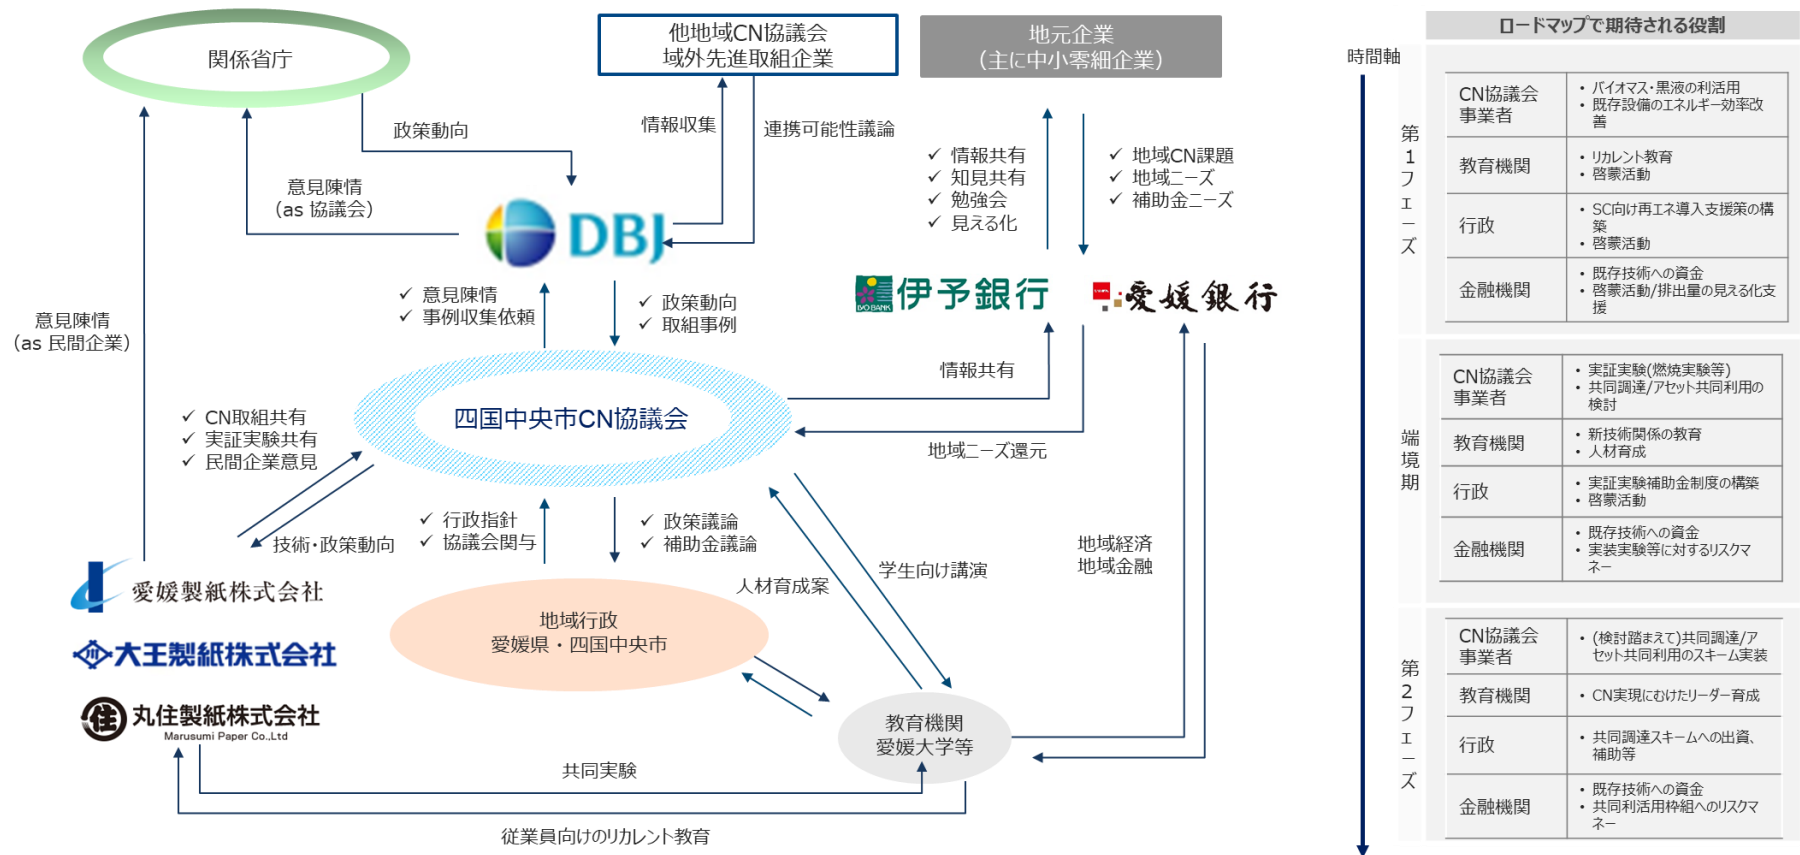 関係省庁
他地域CN協議会
域外先進取組企業
地元企業
(主に中小零細企業)
政策動向
情報収集
連携可能性議論
✓ 情報共有
✓ 知見共有
✓ 勉強会
✓ 見える化
✓ 地域CN課題
✓ 地域ニーズ
✓ 補助金ニーズ
意見陳情
(as 協議会)
DBJ
✓ 意見陳情
✓ 事例収集依頼
✓ 政策動向
✓ 取組事例
IYO BANK
伊予銀行
愛媛銀行
意見陳情
(as 民間企業)
情報共有
四国中央市CN協議会
✓ CN取組共有
✓ 実証実験共有
✓ 民間企業意見
地域ニーズ還元
技術・政策動向
✓ 行政指針
✓ 協議会関与
✓ 政策議論
✓ 補助金議論
地域経済
地域金融
学生向け講演
人材育成案
愛媛製紙株式会社
大王製紙株式会社
住
丸住製紙株式会社
Marusumi Paper Co.,Ltd
地域行政
愛媛県・四国中央市
教育機関
愛媛大学等
共同実験
従業員向けのリカレント教育
時間軸
ロードマップで期待される役割
第1フェーズ
CN協議会
事業者
• バイオマス・黒液の利活用
• 既存設備のエネルギー効率改
善
教育機関
• リカレント教育
• 啓蒙活動
行政
• SC向け再エネ導入支援策の構
築
• 啓蒙活動
金融機関
• 既存技術への資金
• 啓蒙活動/排出量の見える化支
援
端境期
CN協議会
事業者
• 実証実験(燃焼実験等)
• 共同調達/アセット共同利用の
検討
教育機関
• 新技術関係の教育
• 人材育成
行政
• 実証実験補助金制度の構築
• 啓蒙活動
金融機関
• 既存技術への資金
• 実装実験等に対するリスクマ
ネー
第2フェーズ
CN協議会
事業者
• (検討踏まえて)共同調達/ア
セット共同利用のスキーム実装
教育機関
• CN実現にむけたリーダー育成
行政
• 共同調達スキームへの出資、
補助等
金融機関
• 既存技術への資金
• 共同利活用枠組へのリスクマ
ネー